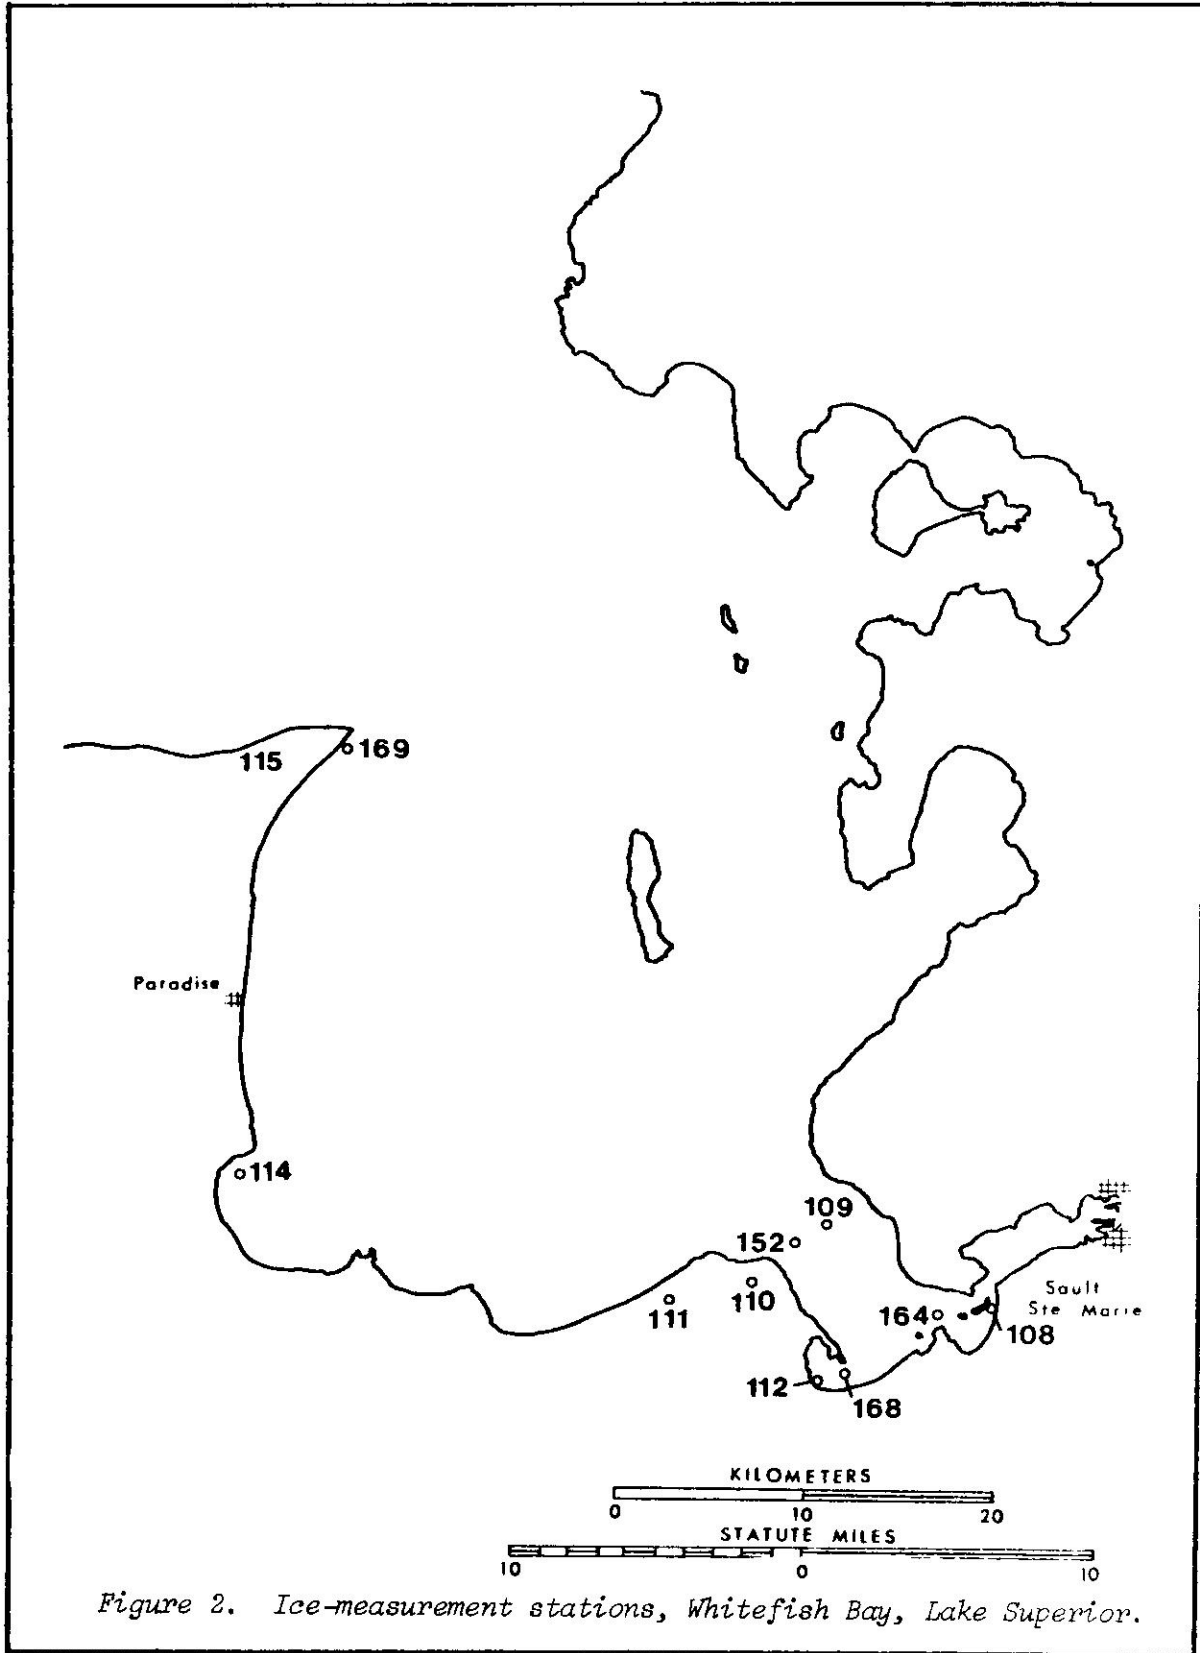 115
169
Paradise
114
109
152
110
111
164
Sault
Ste Marie
108
112
168
KILOMETERS
0 10 20
STATUTE MILES
10 0 10
Figure 2. Ice-measurement stations, Whitefish Bay, Lake Superior.